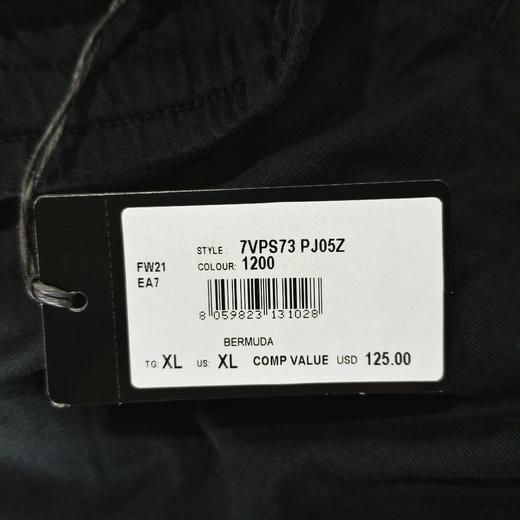 STYLE : 7VPS73 PJ05Z
FW21 COLOUR: 1200
EA7
8 059823 131028
BERMUDA
TG: XL US: XL COMP VALUE USD 125.00